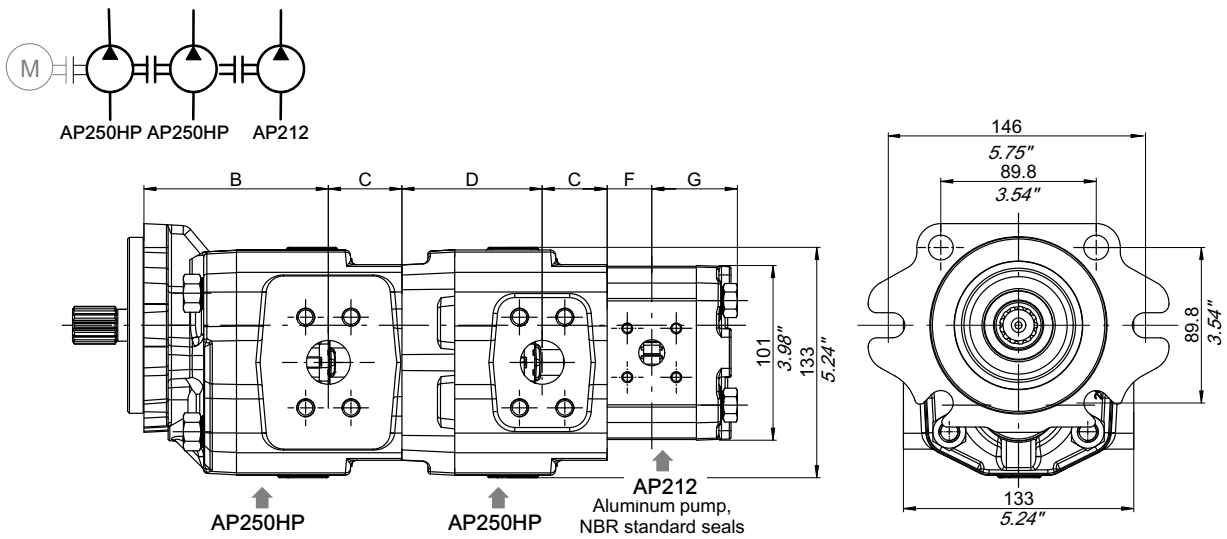 M
AP250HP AP250HP AP212
B C D C F G
101
3.98"
133
5.24"
AP250HP
AP250HP
AP212
Aluminum pump,
NBR standard seals
146
5.75"
89.8
3.54"
89.8
3.54"
133
5.24"